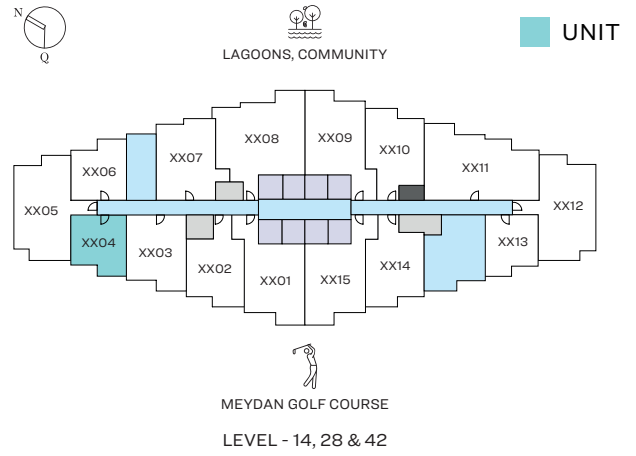 N
Q
LAGOONS, COMMUNITY
UNIT
XX08
XX09
XX07
XX10
XX06
XX11
XX05
XX12
XX04
XX03
XX02
XX01
XX15
XX14
XX13
MEYDAN GOLF COURSE
LEVEL - 14, 28 & 42